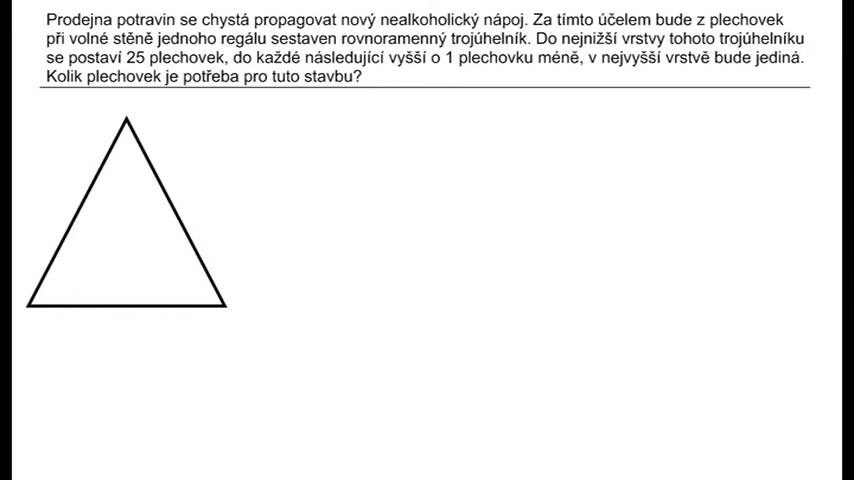 Prodejna potravin se chystá propagovat nový nealkoholický nápoj. Za tímto účelem bude z plechovek
při volné stěně jednoho regálu sestaven rovnoramenný trojúhelník. Do nejnižší vrstvy tohoto trojúhelníku
se postaví 25 plechovek, do každé následující vyšší o 1 plechovku méně, v nejvyšší vrstvě bude jediná.
Kolik plechovek je potřeba pro tuto stavbu?